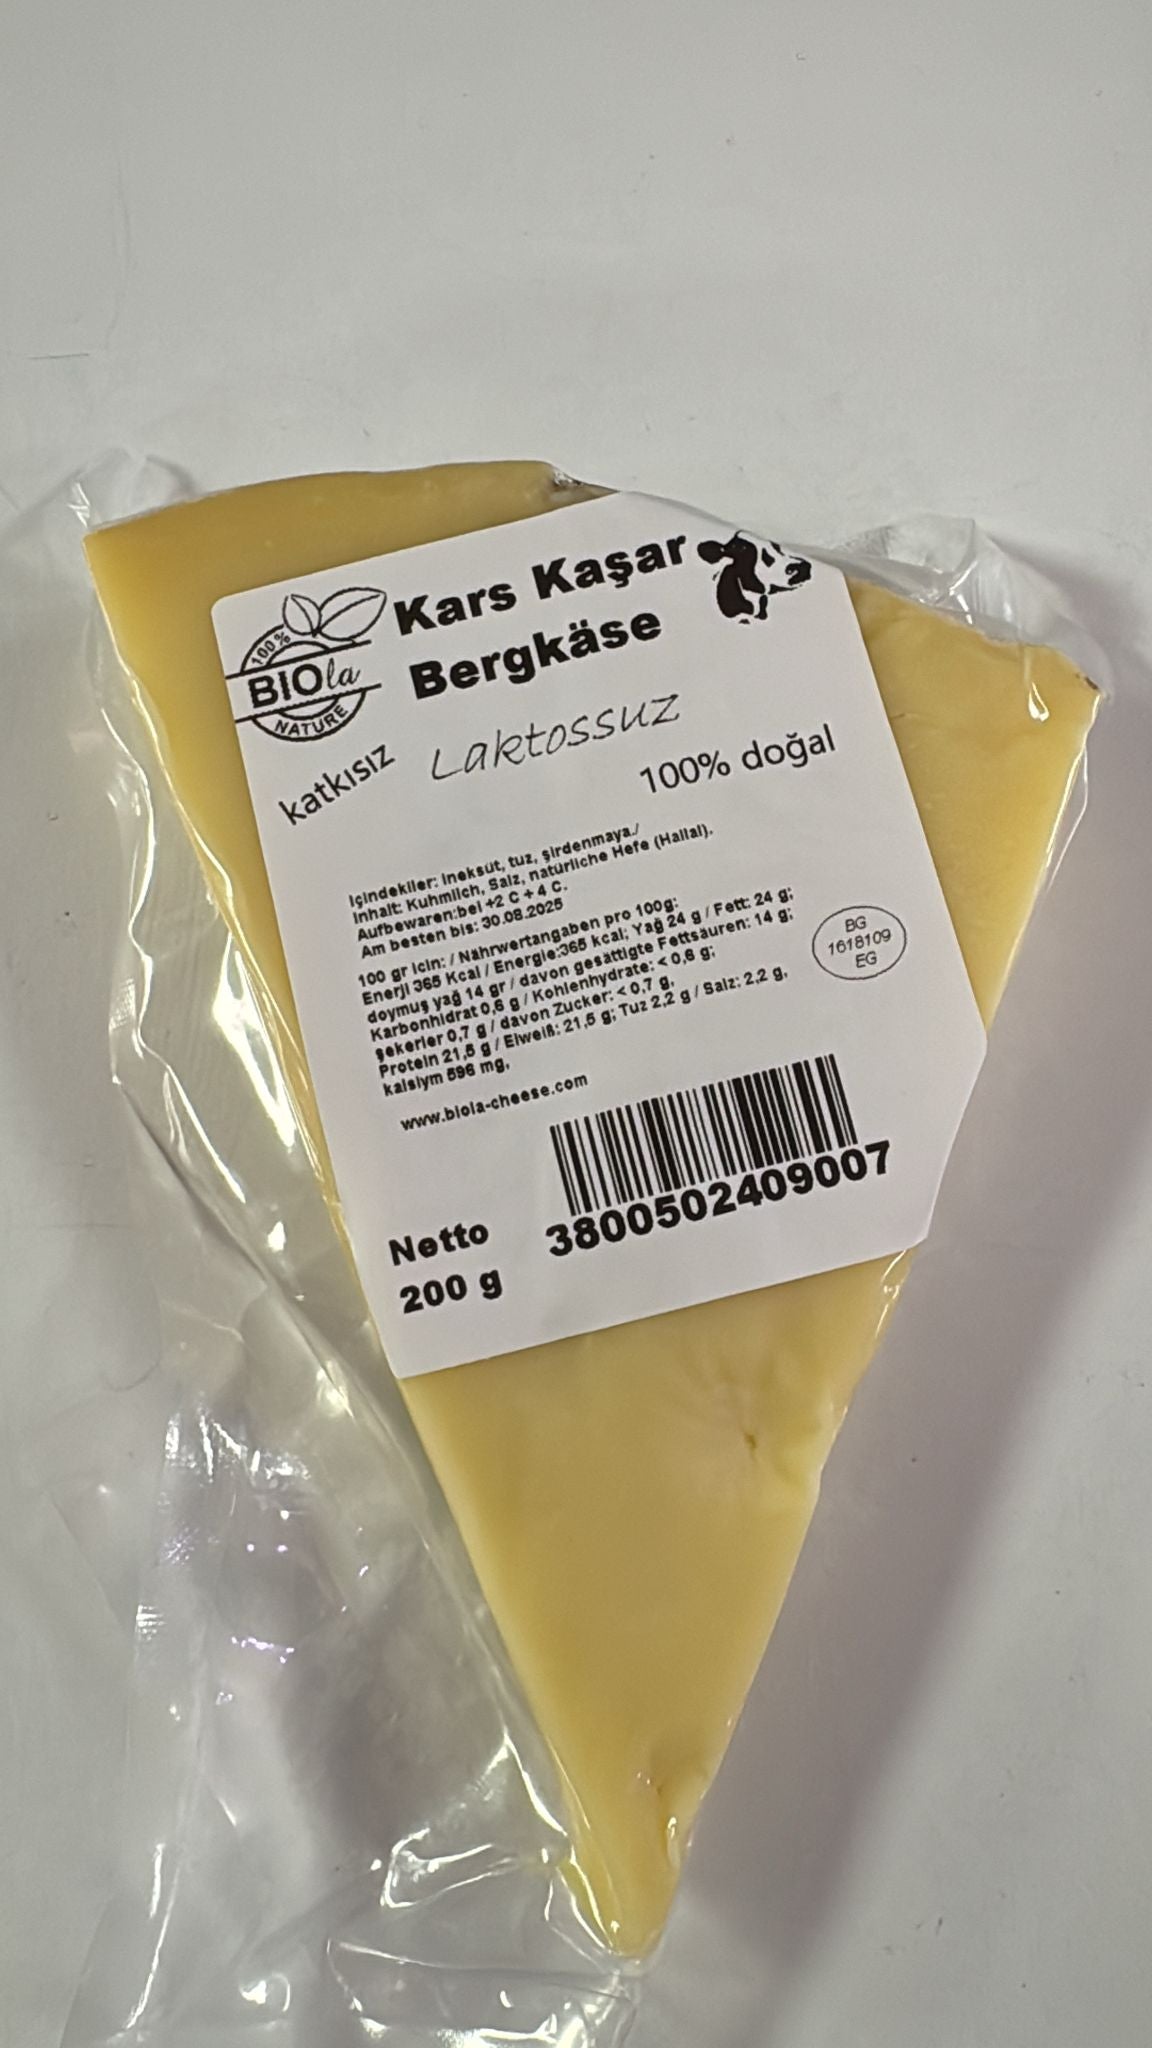 100%
BIOla
NATURE
Kars Kaşar
Bergkäse
katkısız
Laktossuz
100% doğal
Içindekiler: ineksüt, tuz, şirdenmaya./
Inhalt: Kuhmilch, Salz, natürliche Hefe (Hallal).
Aufbewaren:bei +2 C + 4 C.
Am besten bis: 30.08.2025
100 gr icin: / Nährwertangaben pro 100g:
Enerji 365 Kcal / Energie:365 kcal; Yağ 24 g / Fett: 24 g;
doymuş yağ 14 gr / davon gesättigte Fettsäuren: 14 g;
Karbonhidrat 0,6 g / Kohlenhydrate: < 0,6 g;
şekerler 0,7 g / davon Zucker: < 0,7 g,
Protein 21,5 g / Eiweiß: 21,5 g; Tuz 2,2 g / Salz: 2,2 g,
kalsiym 596 mg,
BG
1618109
EG
www.biola-cheese.com
3800502409007
Netto
200 g